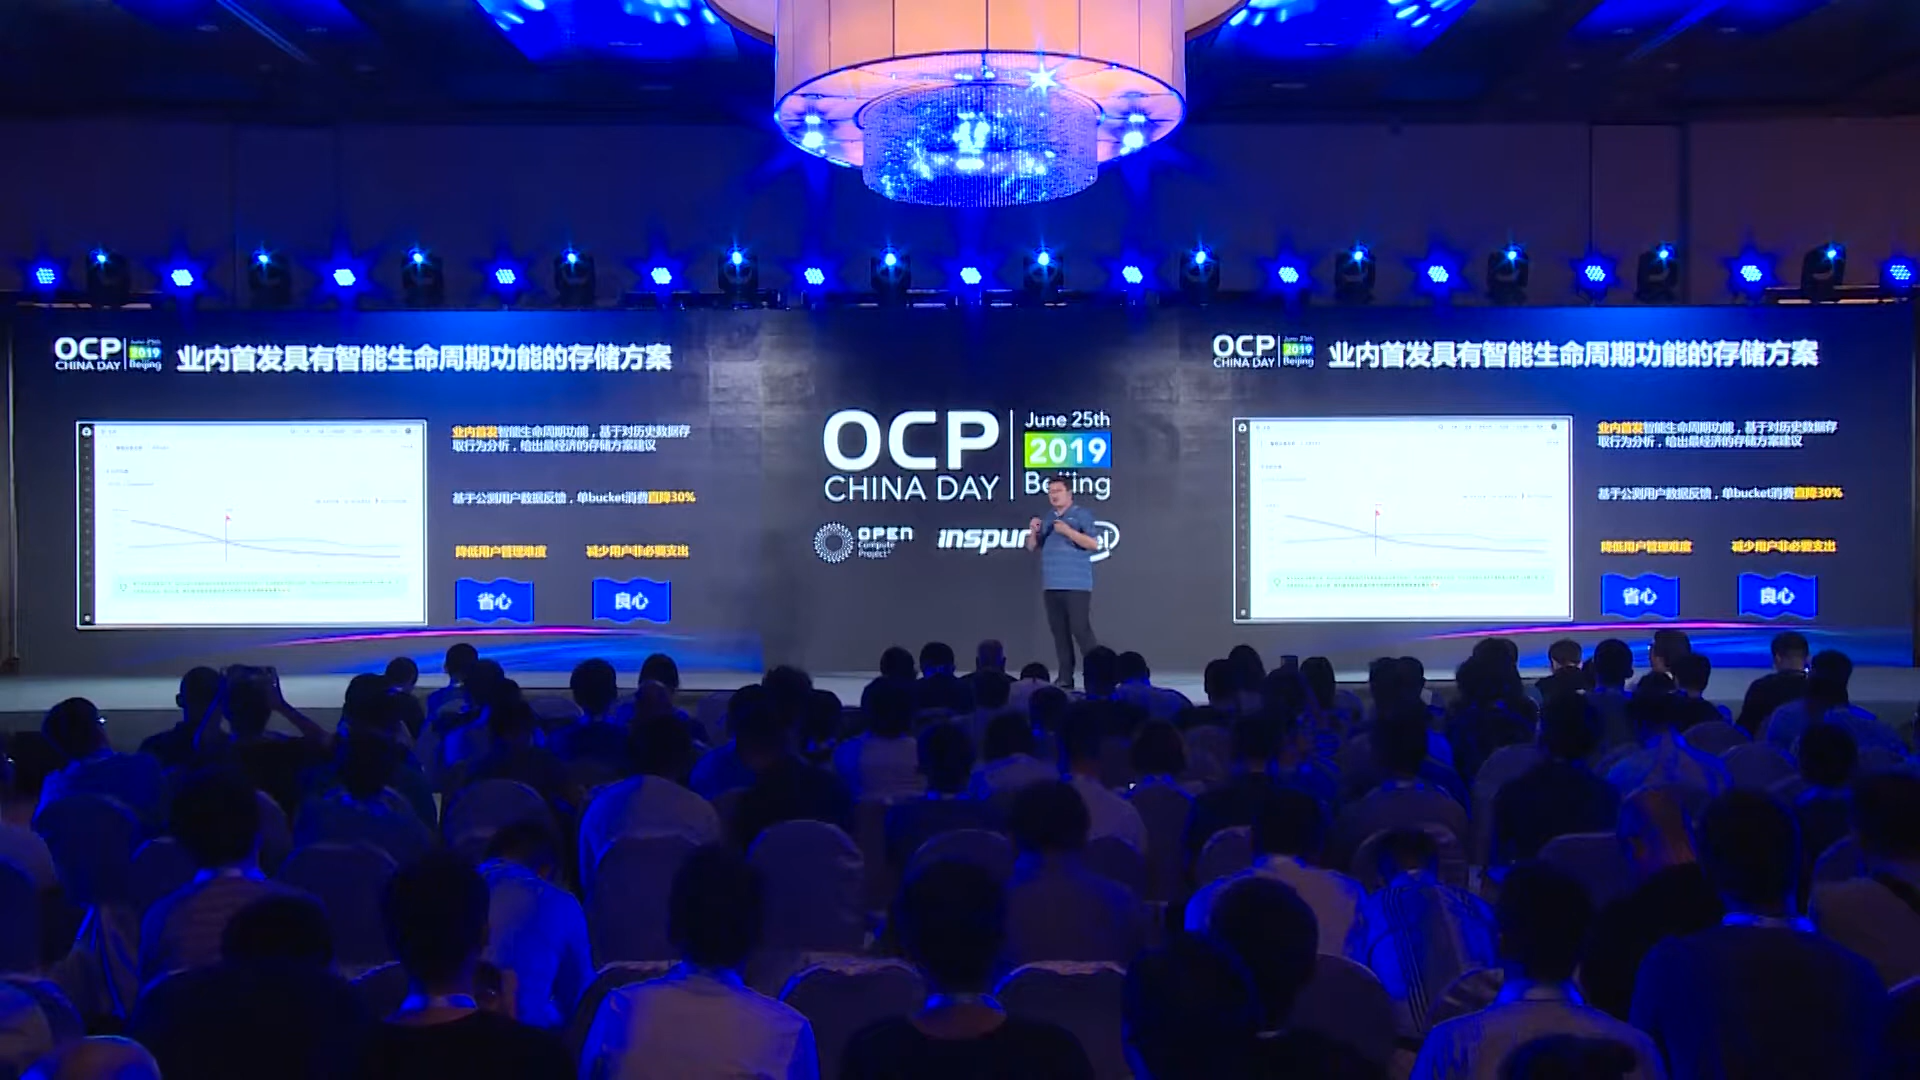 OCP
CHINA DAY
June 25th
2019
Beijing
业内首发具有智能生命周期功能的存储方案
业内首发智能生命周期功能，基于对历史数据存
取行为分析，给出最经济的存储方案建议
基于公测用户数据反馈，单bucket消费直降30%
降低用户管理难度
减少用户非必要支出
省心
良心
OCP
CHINA DAY
June 25th
2019
Beijing
OPEN
Compute
Project
inspur
OCP
CHINA DAY
June 25th
2019
Beijing
业内首发具有智能生命周期功能的存储方案
业内首发智能生命周期功能，基于对历史数据存
取行为分析，给出最经济的存储方案建议
基于公测用户数据反馈，单bucket消费直降30%
降低用户管理难度
减少用户非必要支出
省心
良心